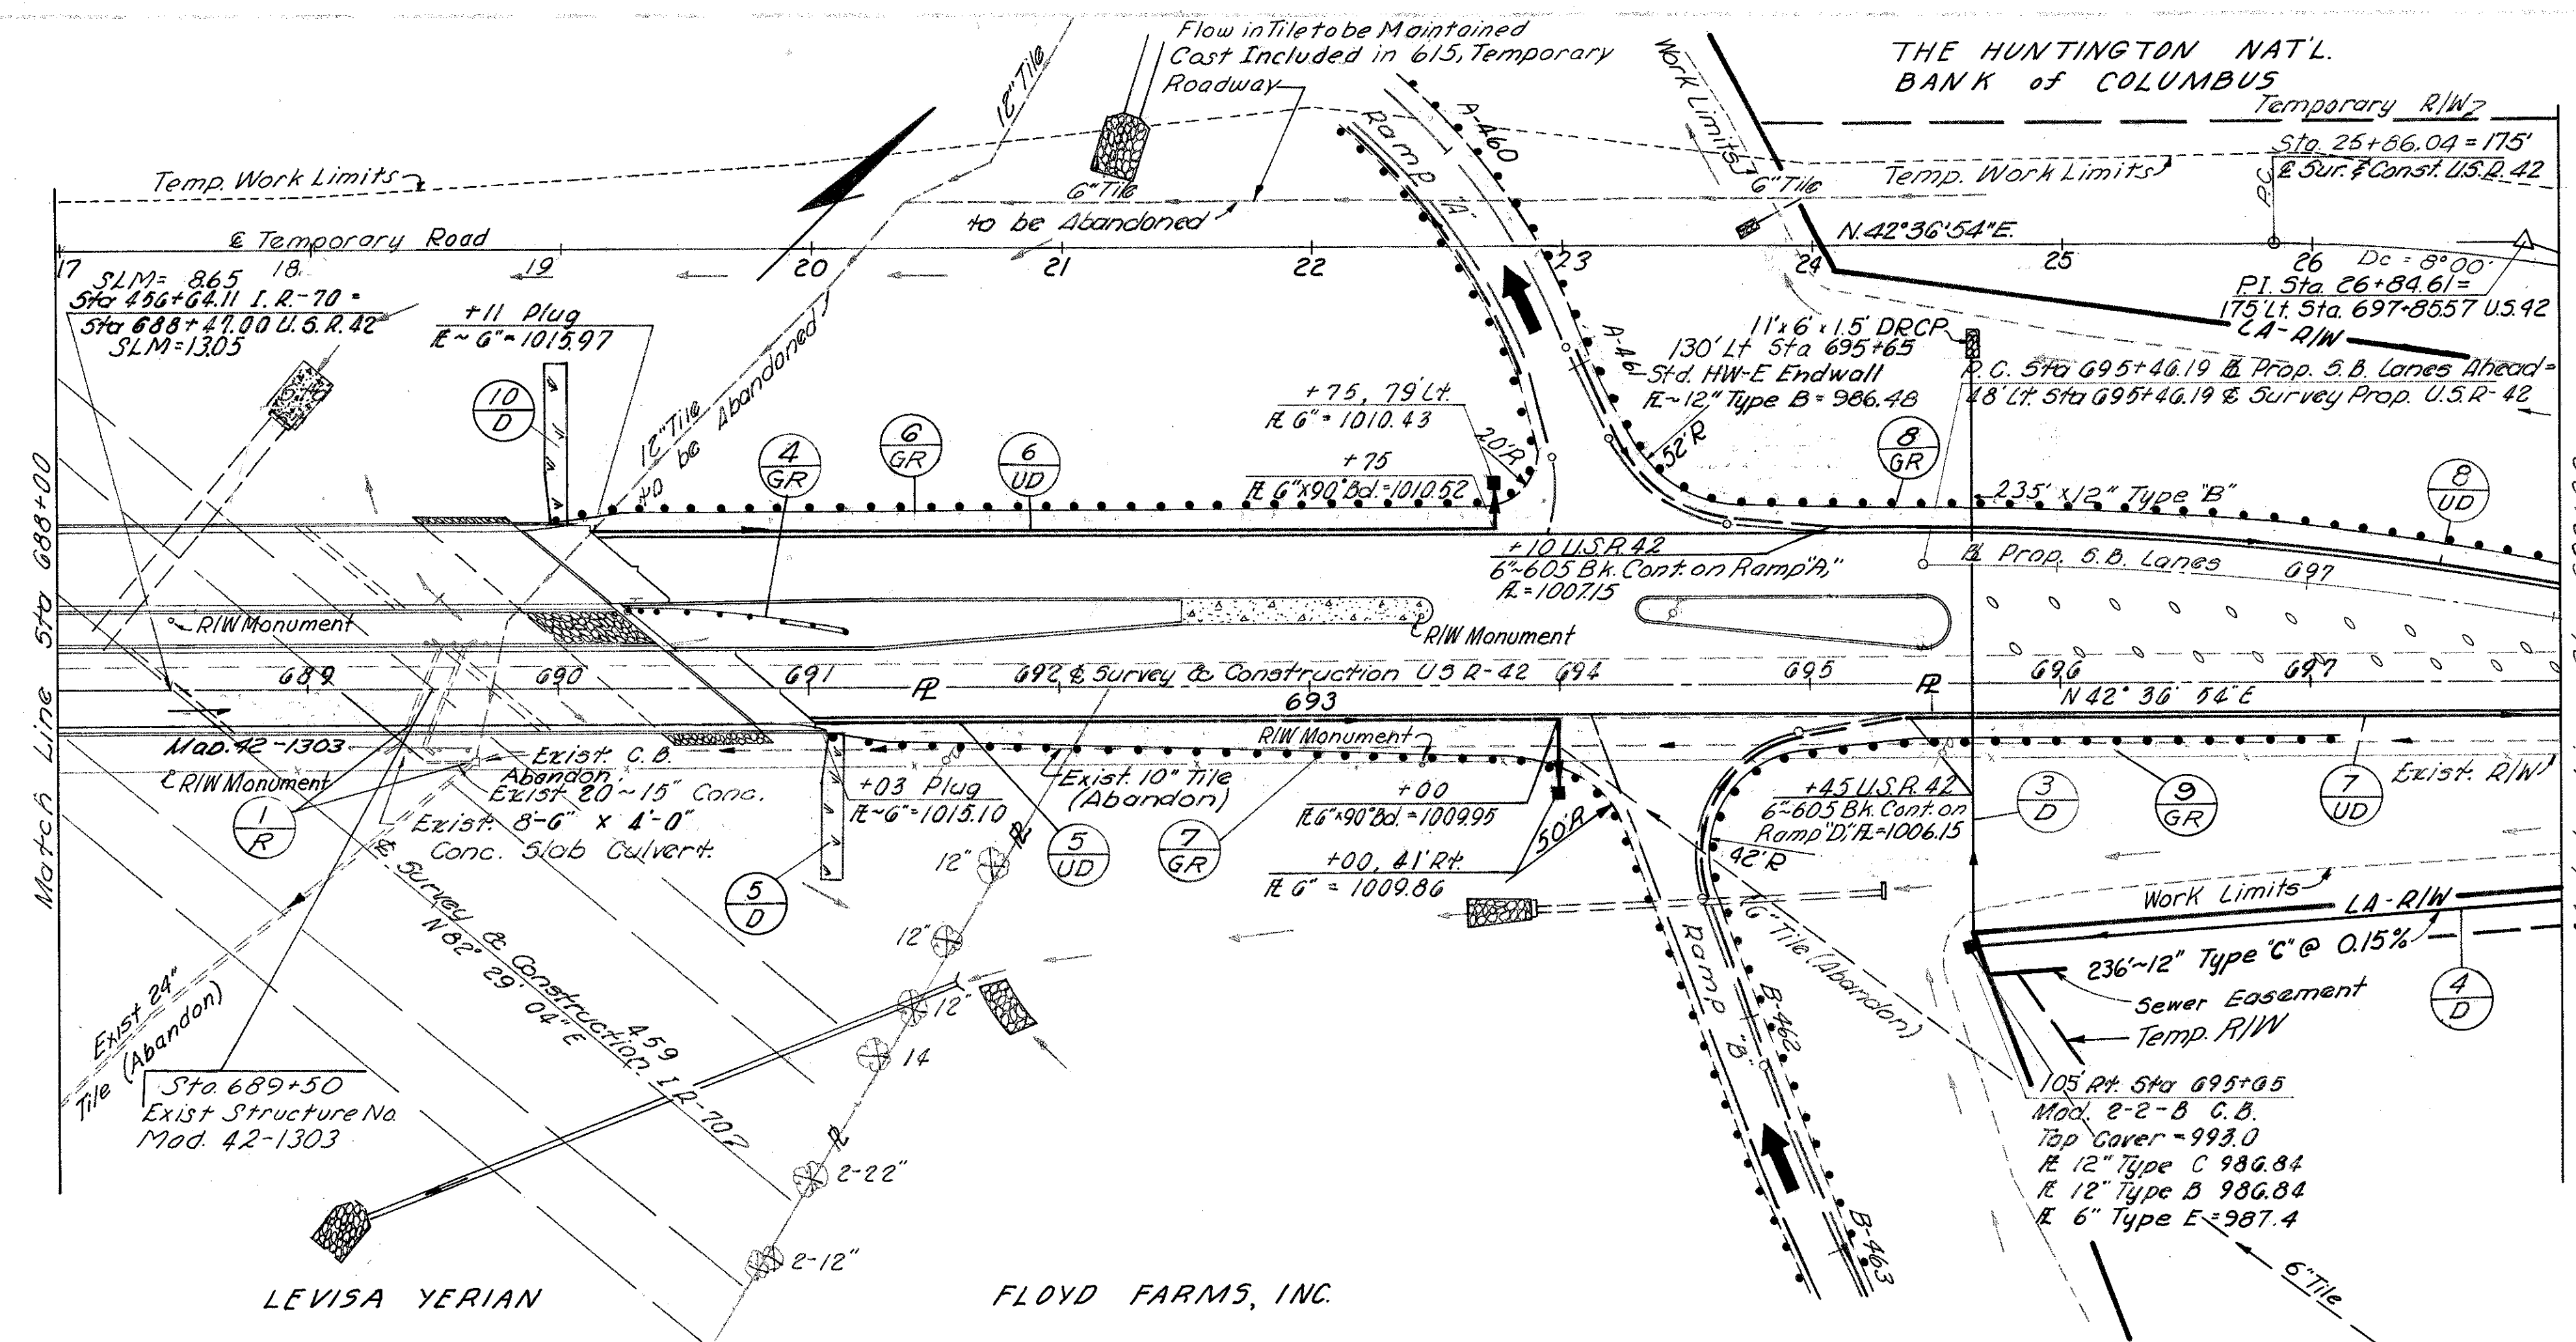 Flow in Tile to be Maintained
Cost Included in 615, Temporary
Roadway
12" Tile
Work Limits
THE HUNTINGTON NAT'L.
BANK of COLUMBUS
Temporary R/W
Sta. 25+86.04 = 175'
℄ Sur. & Const. U.S.R. 42
P.C.
Temp. Work Limits
6" Tile
to be Abandoned
Ramp "A"
A-460
6" Tile
Temp. Work Limits
℄ Temporary Road
N. 42° 36' 54" E.
17 18 19 20 21 22 23 24 25 26
Dc = 8°00'
P.I. Sta. 26+84.61=
175' Lt. Sta. 697+85.57 U.S. 42
LA-R/W
SLM= 8.65
Sta 456+64.11 I.R.-70 =
Sta 688+47.00 U.S.R. 42
SLM=13.05
+11 Plug
℄ ~ 6" = 1015.97
12" Tile
to be Abandoned
A-461
11' x 6' x 1.5' DRCP
130' Lt Sta 695+65
Std. HW-E Endwall
℄ ~ 12" Type B = 986.48
P.C. Sta 695+46.19 ℄ Prop. S.B. Lanes Ahead=
48' Lt. Sta 695+46.19 ℄ Survey Prop. U.S.R-42
10
D
4
GR
6
GR
6
UD
+75, 79' Lt.
℄ 6" = 1010.43
+75
℄ 6"x90° Bd.=1010.52
20'R
52'R
8
GR
235' x 12" Type "B"
8
UD
Match Line Sta 688+00
+10 U.S.R. 42
6"~605 Bk. Cont. on Ramp "A,"
℄ = 1007.15
℄ Prop. S.B. Lanes
697
R/W Monument
R/W Monument
689 690 691 692 ℄ Survey & Construction U S R-42 694 695 696 697
693
N 42° 36' 54" E
Mad. 42-1303
R/W Monument
Exist. C.B.
Abandon.
Exist 20~15" Conc.
Exist. 8'-6" x 4'-0"
Conc. Slab Culvert.
1
R
+03 Plug
℄ ~ 6" = 1015.10
Exist. 10" Tile
(Abandon)
R/W Monument
+00
℄ 6"x90° Bd. = 1009.95
+00, 41' Rt.
℄ 6" = 1009.86
50'R
+45 U.S.R. 42
6"~605 Bk. Cont. on
Ramp "D", ℄=1006.15
42'R
3
D
9
GR
7
UD
Exist. R/W
5
D
5
UD
7
GR
12"
12"
12"
14
2-22"
2-12"
℄ Survey & Construction I R-70
N 82° 29' 04" E
459
Exist 24"
Tile (Abandon)
Sta. 689+50
Exist Structure No.
Mad. 42-1303
Ramp "B"
B-462
B-463
6" Tile (Abandon)
Work Limits
LA-R/W
236'~12" Type "C" @ 0.15%
Sewer Easement
Temp. R/W
4
D
105' Rt. Sta 695+65
Mod. 2-2-B C.B.
Top Cover = 993.0
℄ 12" Type C 986.84
℄ 12" Type B 986.84
℄ 6" Type E = 987.4
6" Tile
LEVISA YERIAN
FLOYD FARMS, INC.